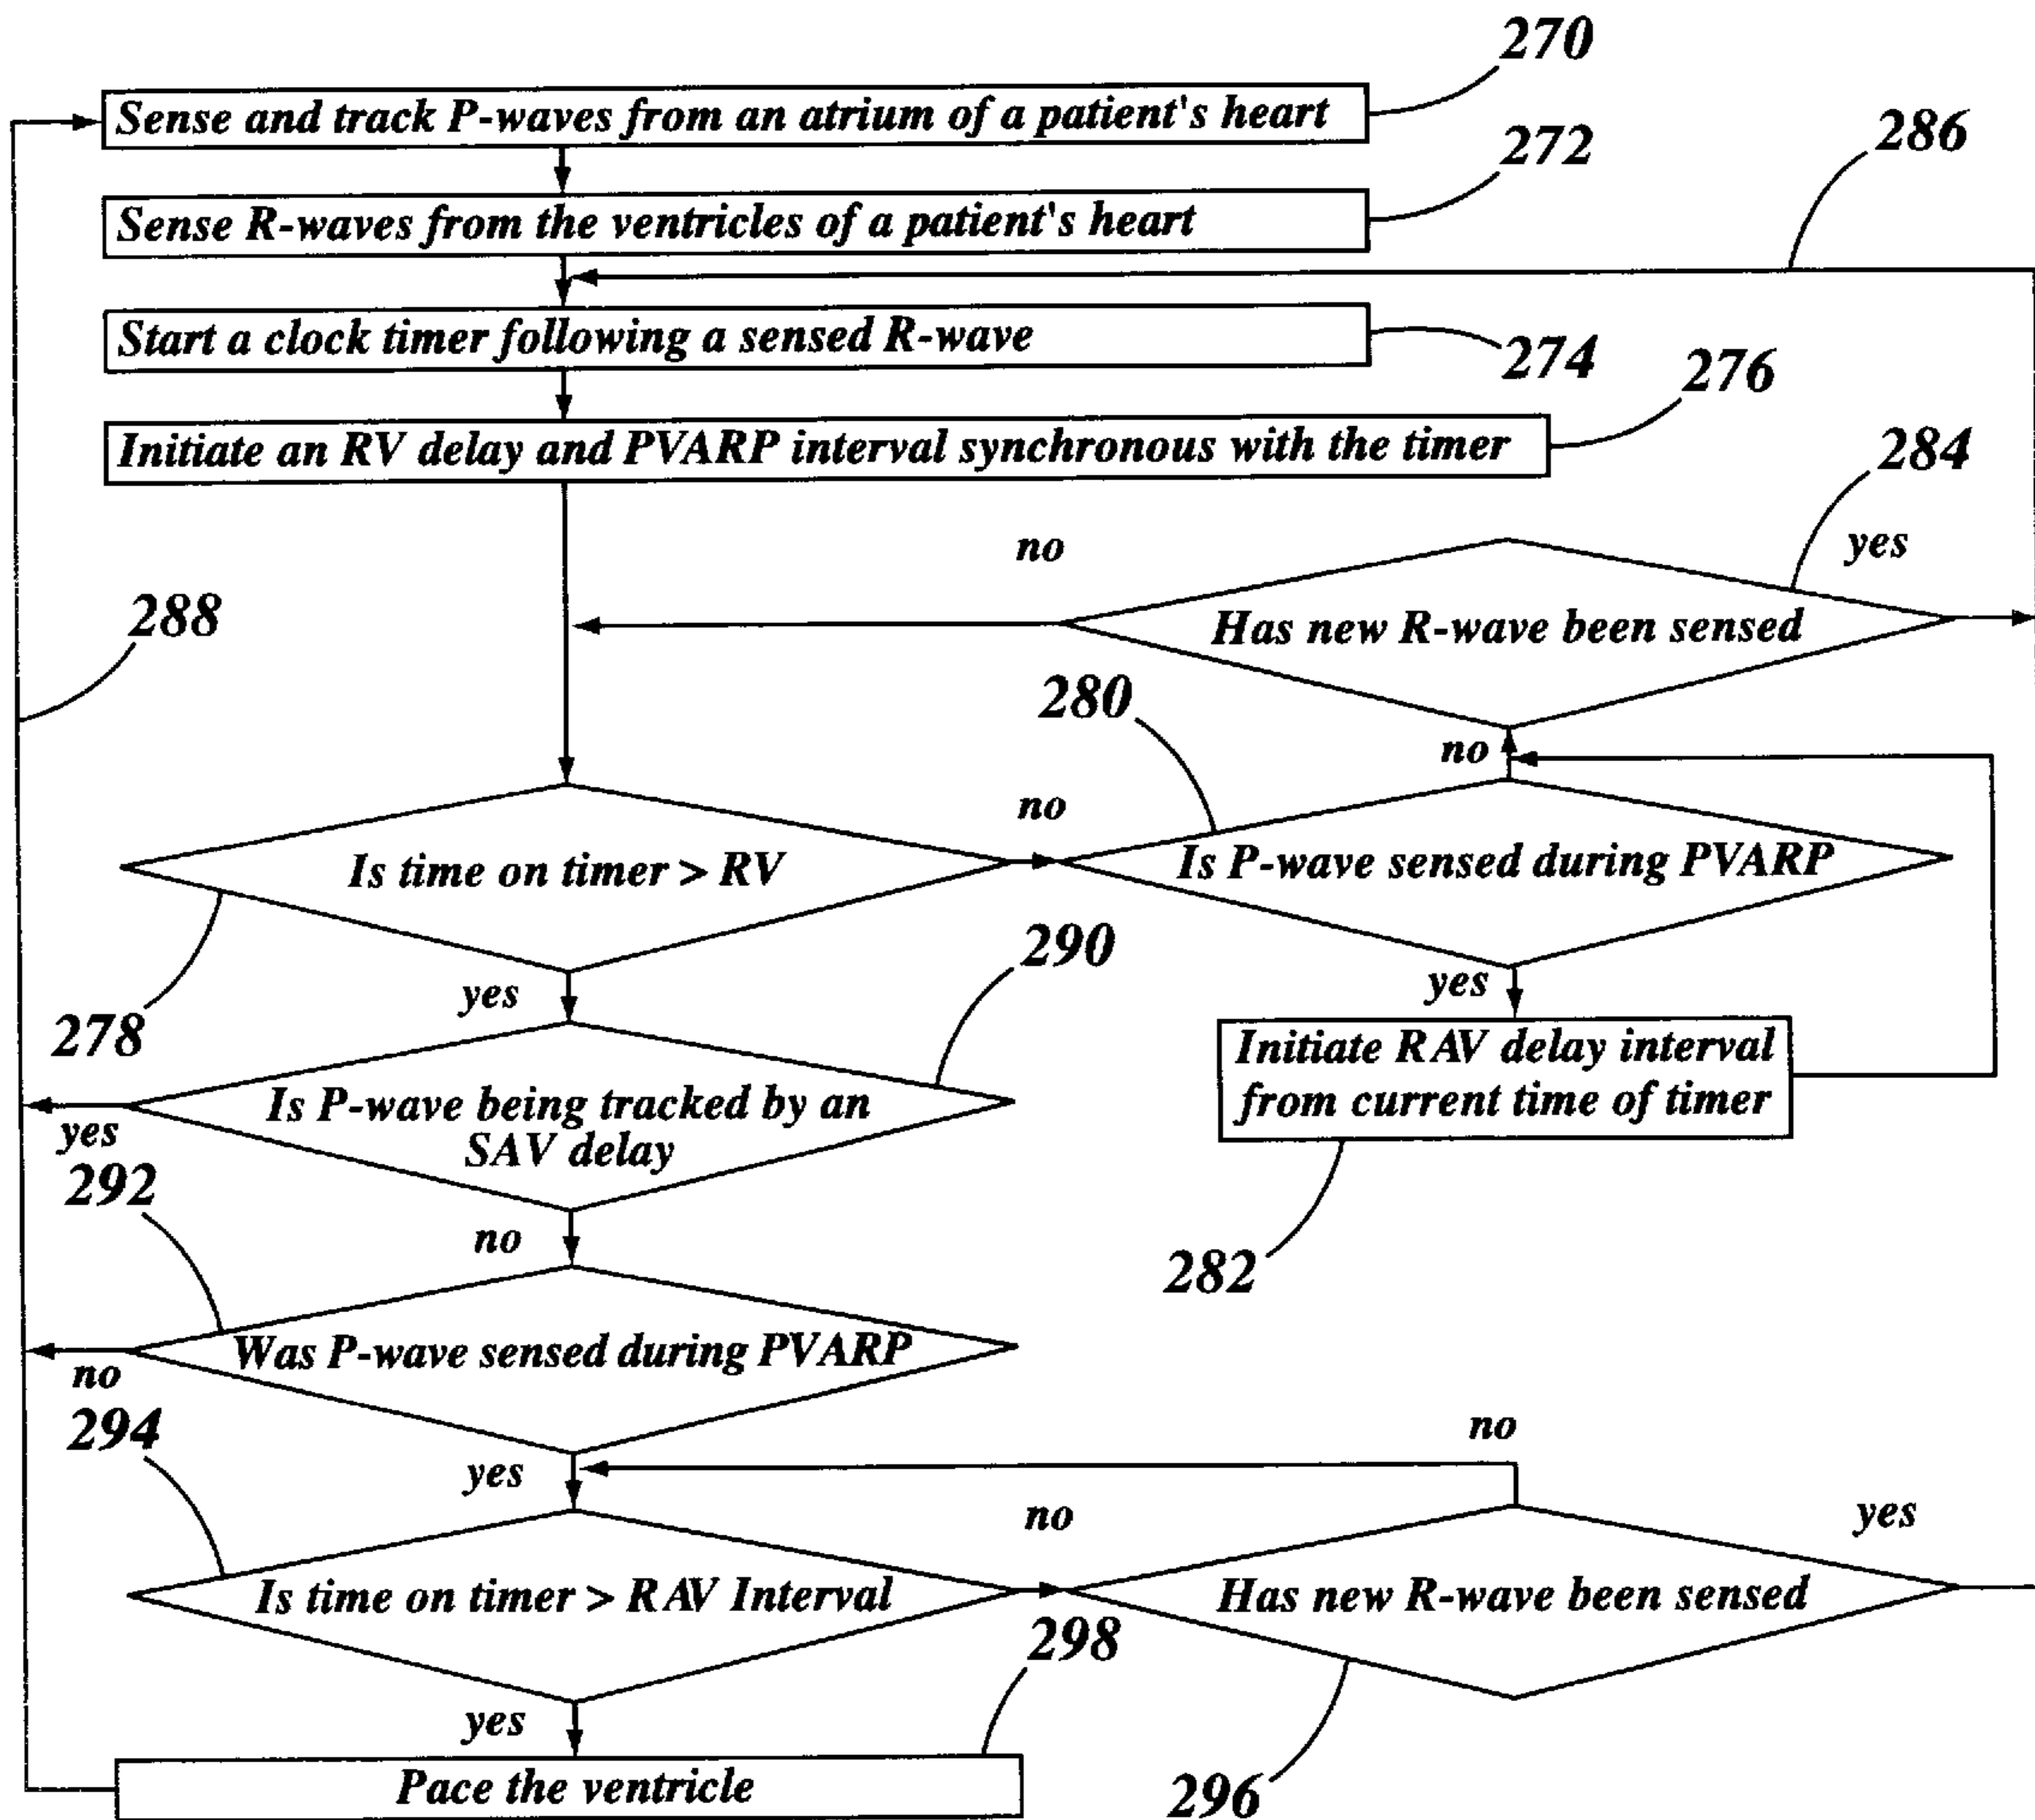 270
Sense and track P-waves from an atrium of a patient's heart
272
286
Sense R-waves from the ventricles of a patient's heart
Start a clock timer following a sensed R-wave
274
276
Initiate an RV delay and PVARP interval synchronous with the timer
284
no
yes
288
Has new R-wave been sensed
280
no
no
Is time on timer > RV
Is P-wave sensed during PVARP
290
yes
yes
278
Initiate RAV delay interval
from current time of timer
Is P-wave being tracked by an
SAV delay
yes
292
no
282
Was P-wave sensed during PVARP
no
294
yes
no
no
yes
Is time on timer > RAV Interval
Has new R-wave been sensed
298
yes
Pace the ventricle
296